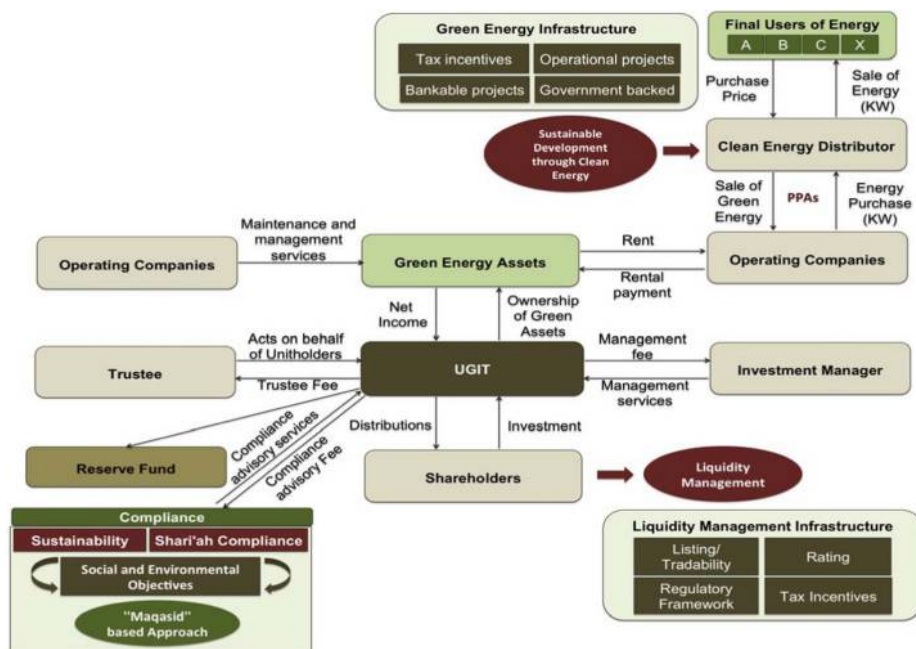 Green Energy Infrastructure
Tax incentives
Operational projects
Bankable projects
Government backed
Final Users of Energy
A
B
C
X
Purchase
Price
Sale of
Energy
(KW)
Sustainable
Development
through Clean
Energy
Clean Energy Distributor
Sale of
Green
Energy
PPAs
Energy
Purchase
(KW)
Operating Companies
Maintenance and
management
services
Green Energy Assets
Rent
Rental
payment
Operating Companies
Net
Income
Ownership
of Green
Assets
Trustee
Acts on behalf
of Unitholders
Trustee Fee
UGIT
Management
fee
Management
services
Investment Manager
Reserve Fund
Compliance
advisory services
Compliance
advisory Fee
Distributions
Investment
Shareholders
Liquidity
Management
Compliance
Sustainability
Shari'ah Compliance
Social and Environmental
Objectives
"Maqasid"
based Approach
Liquidity Management Infrastructure
Listing/
Tradability
Rating
Regulatory
Framework
Tax Incentives